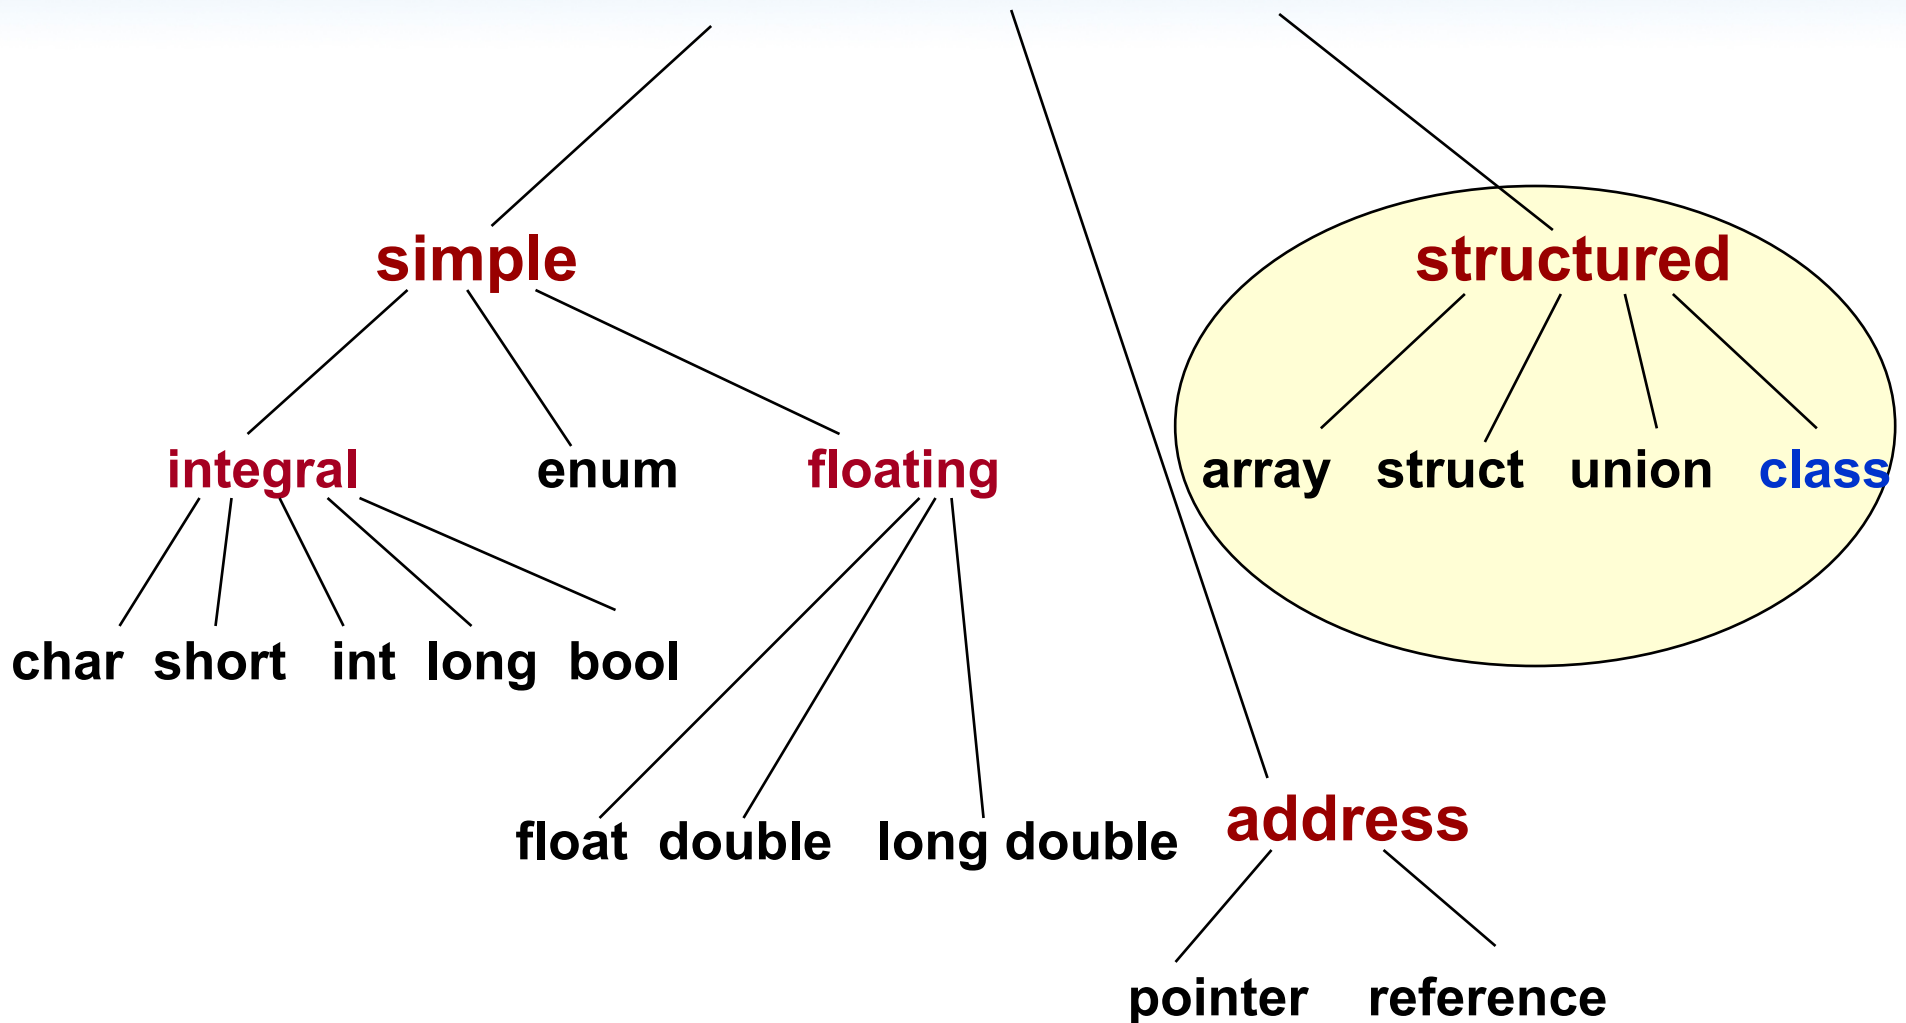 simple structured
integral enum floating array struct union class
char short int long bool
float double long double address
pointer reference